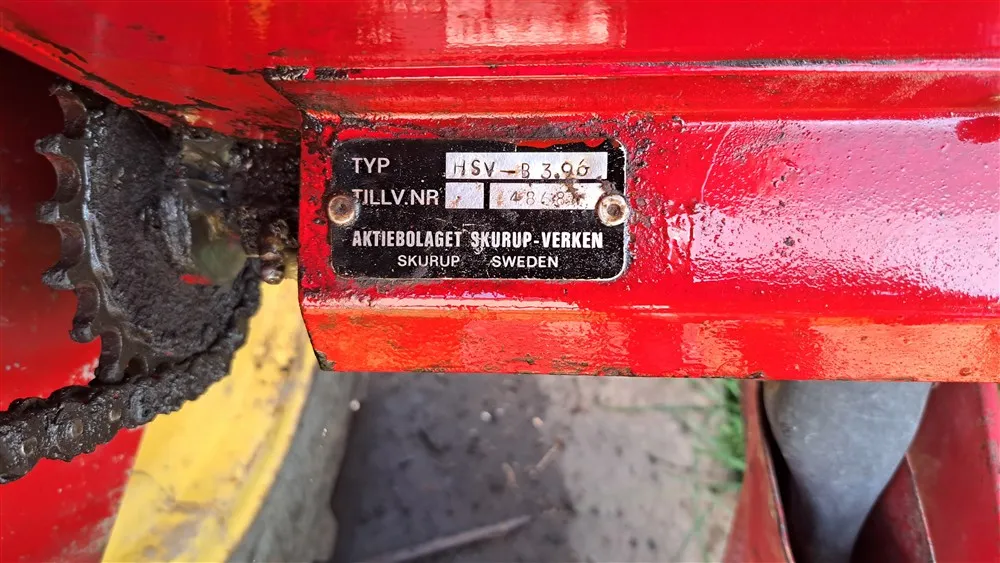 TYP HSV-B 3.96
TILLV.NR
AKTIEBOLAGET SKURUP-VERKEN
SKURUP SWEDEN